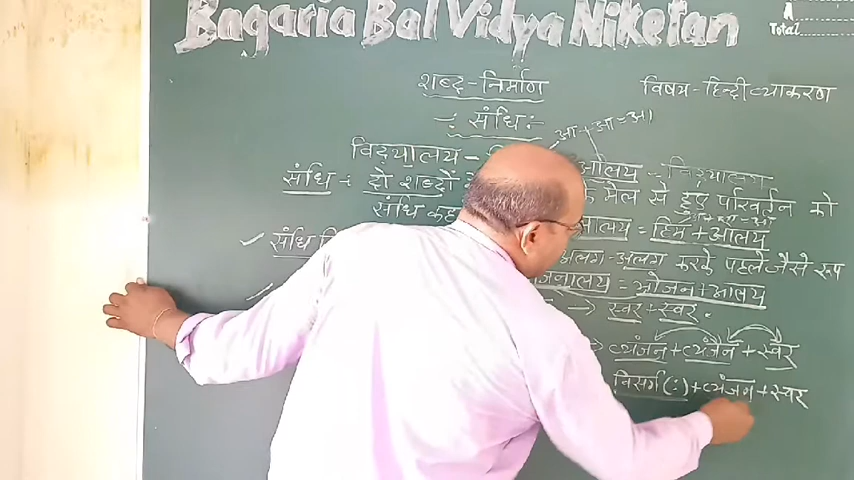 Bagaria Bal Vidya Niketan
Total
शब्द-निर्माण
विषय-हिन्दी व्याकरण
-: संधि :-
आ + आ = आ
विद्यालय -
आलय - विद्यालय
संधि : दो शब्दों
के मेल से हुए परिवर्तन को
संधि कह
अ + आ = आ
आलय = हिम + आलय
संधि वि
अलग-अलग करके पहले जैसे रूप
जनालय = भोजन + आलय
→ स्वर + स्वर .
→ व्यंजन + व्यंजन + स्वर
विसर्ग (:) + व्यंजन + स्वर